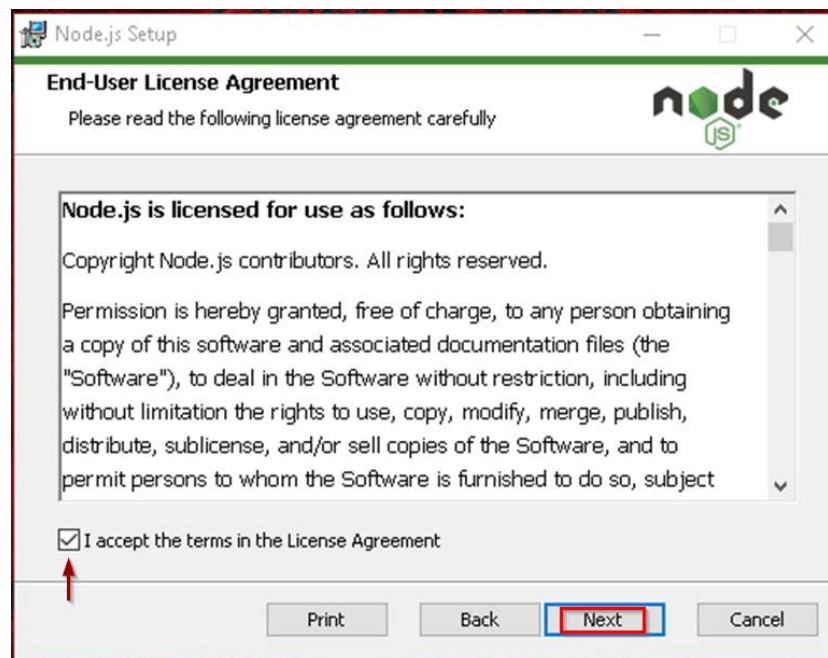 Node.js Setup
End-User License Agreement
Please read the following license agreement carefully
node
JS
Node.js is licensed for use as follows:
Copyright Node.js contributors. All rights reserved.
Permission is hereby granted, free of charge, to any person obtaining
a copy of this software and associated documentation files (the
"Software"), to deal in the Software without restriction, including
without limitation the rights to use, copy, modify, merge, publish,
distribute, sublicense, and/or sell copies of the Software, and to
permit persons to whom the Software is furnished to do so, subject
I accept the terms in the License Agreement
Print Back Next Cancel